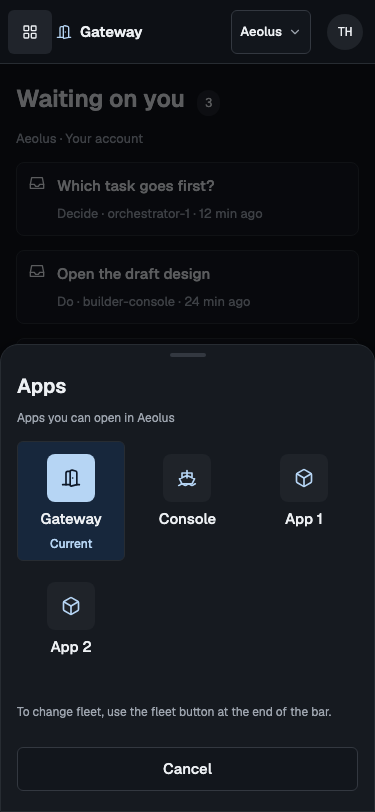 Gateway
Aeolus
TH
Waiting on you 3
Aeolus · Your account
Which task goes first?
Decide · orchestrator-1 · 12 min ago
Open the draft design
Do · builder-console · 24 min ago
Apps
Apps you can open in Aeolus
Gateway
Current
Console
App 1
App 2
To change fleet, use the fleet button at the end of the bar.
Cancel